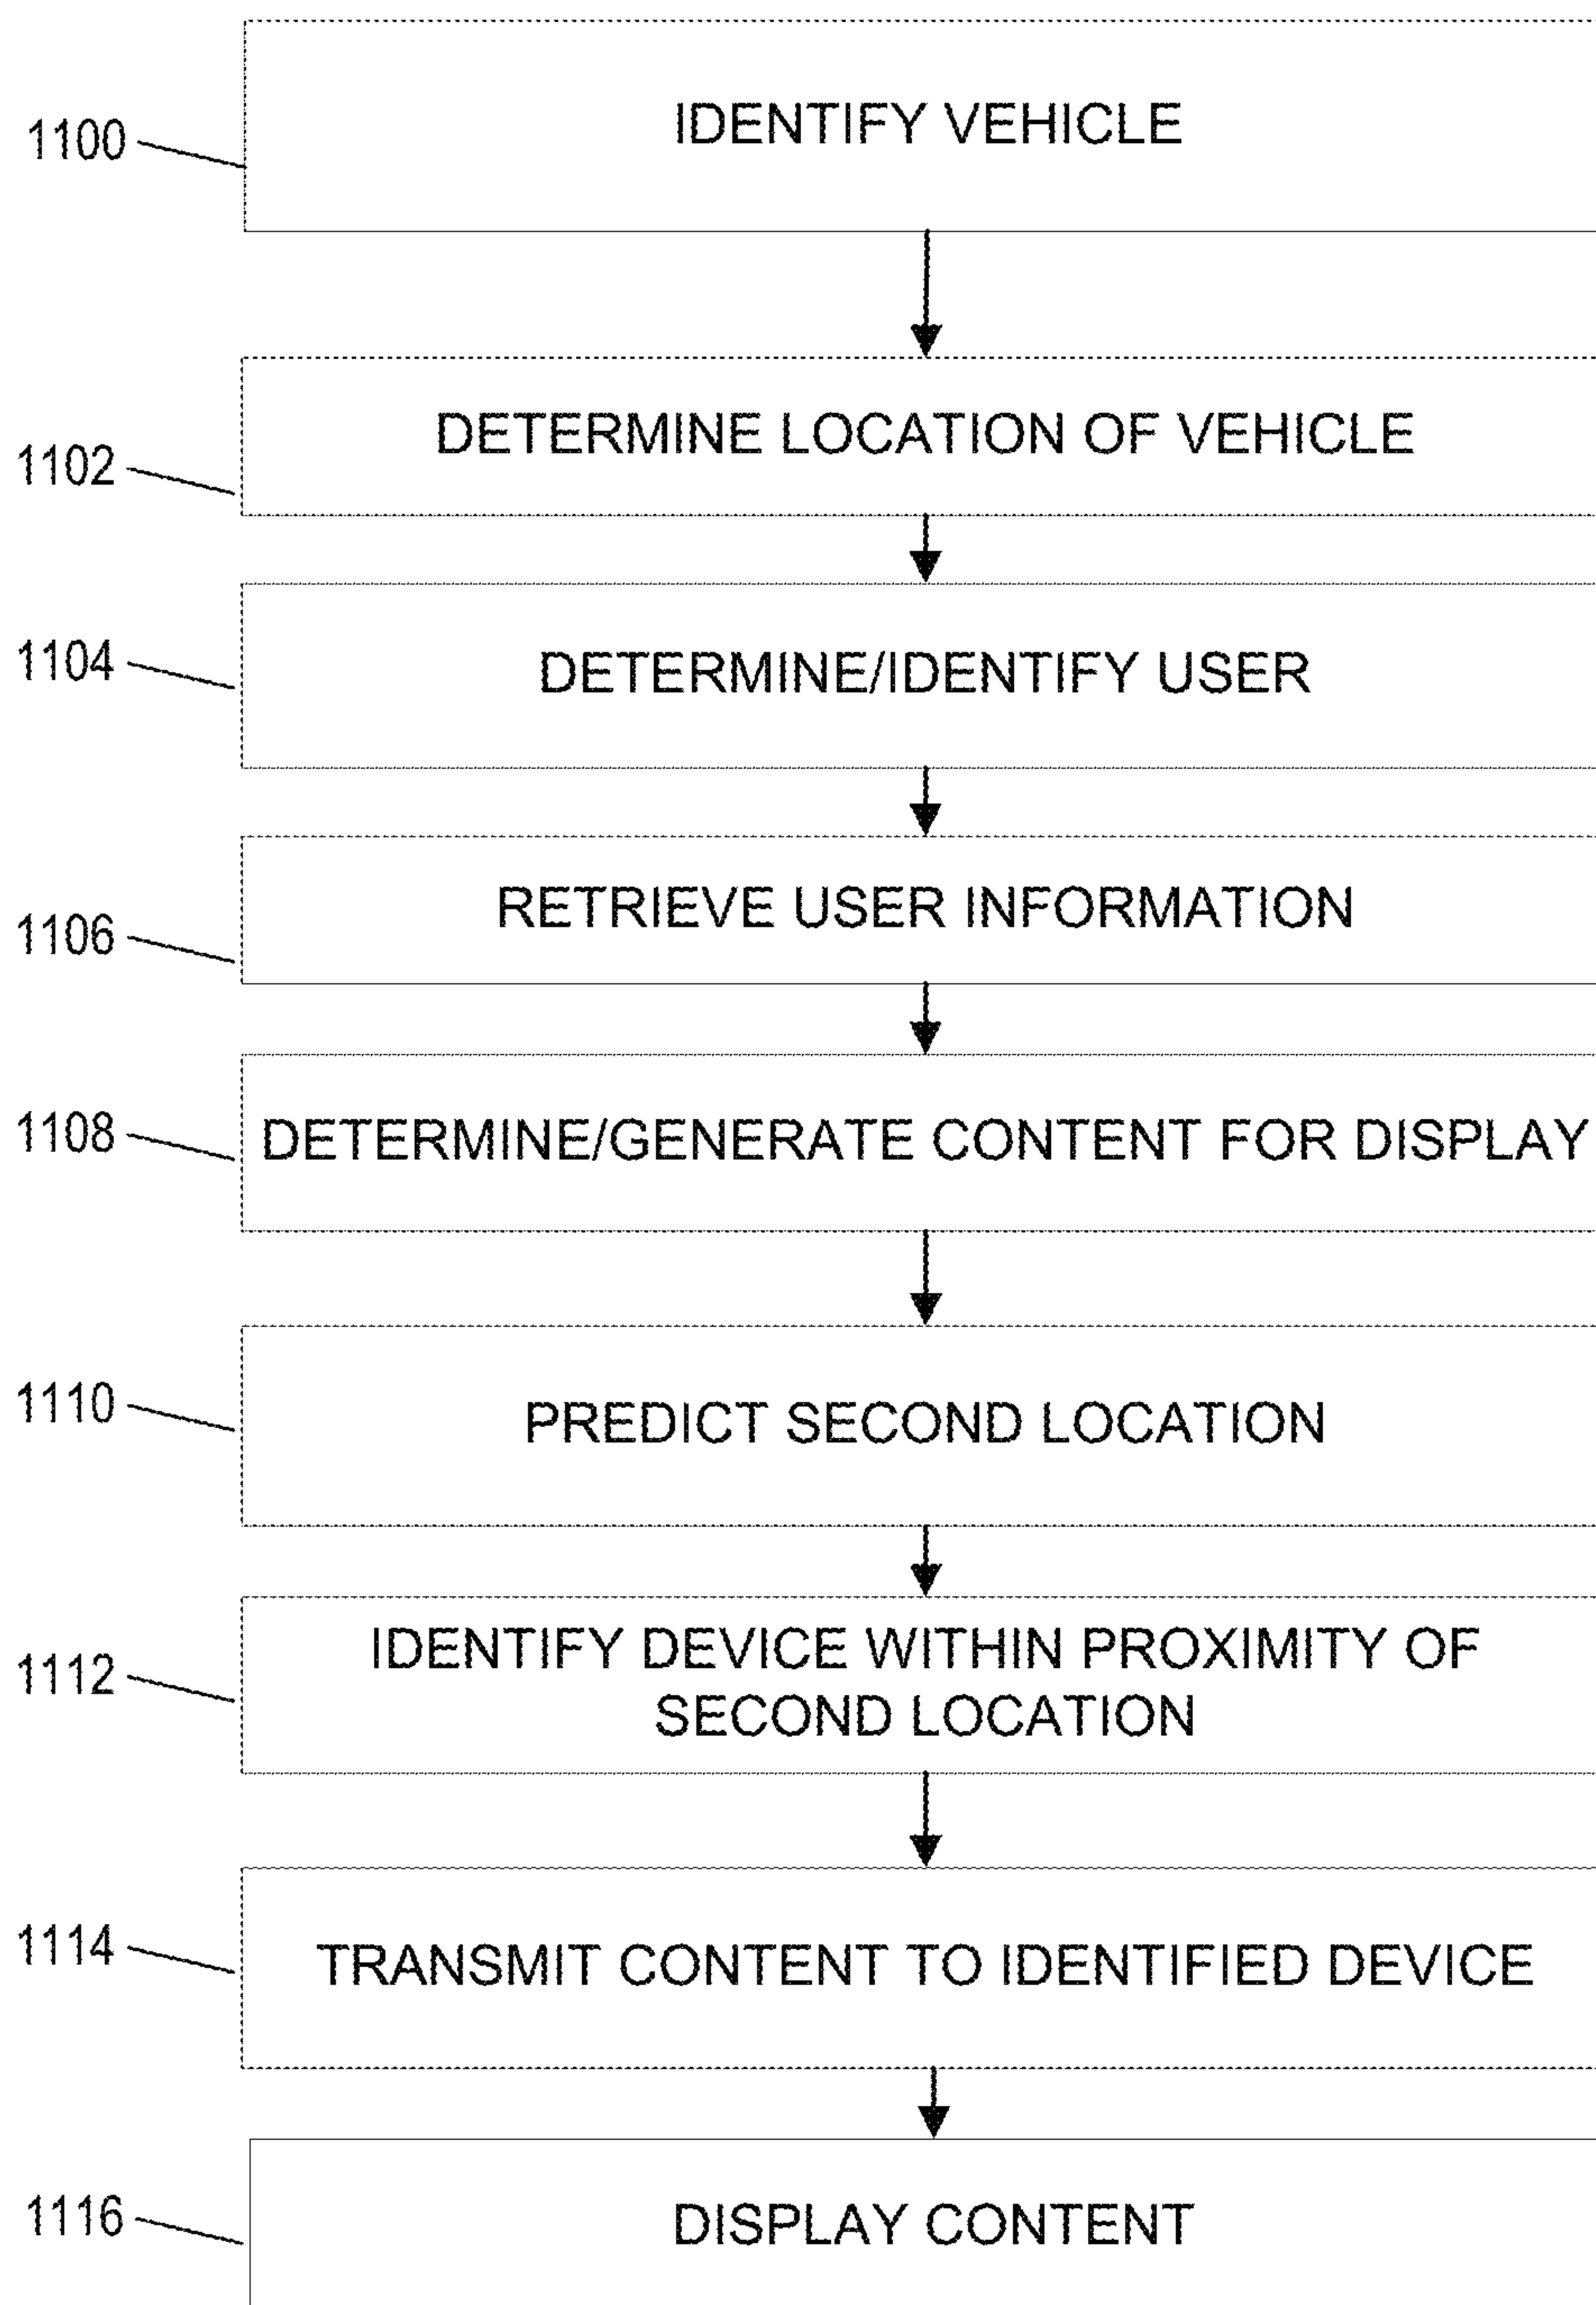 IDENTIFY VEHICLE
1100
DETERMINE LOCATION OF VEHICLE
1102
DETERMINE/IDENTIFY USER
1104
RETRIEVE USER INFORMATION
1106
DETERMINE/GENERATE CONTENT FOR DISPLAY
1108
PREDICT SECOND LOCATION
1110
IDENTIFY DEVICE WITHIN PROXIMITY OF
SECOND LOCATION
1112
TRANSMIT CONTENT TO IDENTIFIED DEVICE
1114
DISPLAY CONTENT
1116